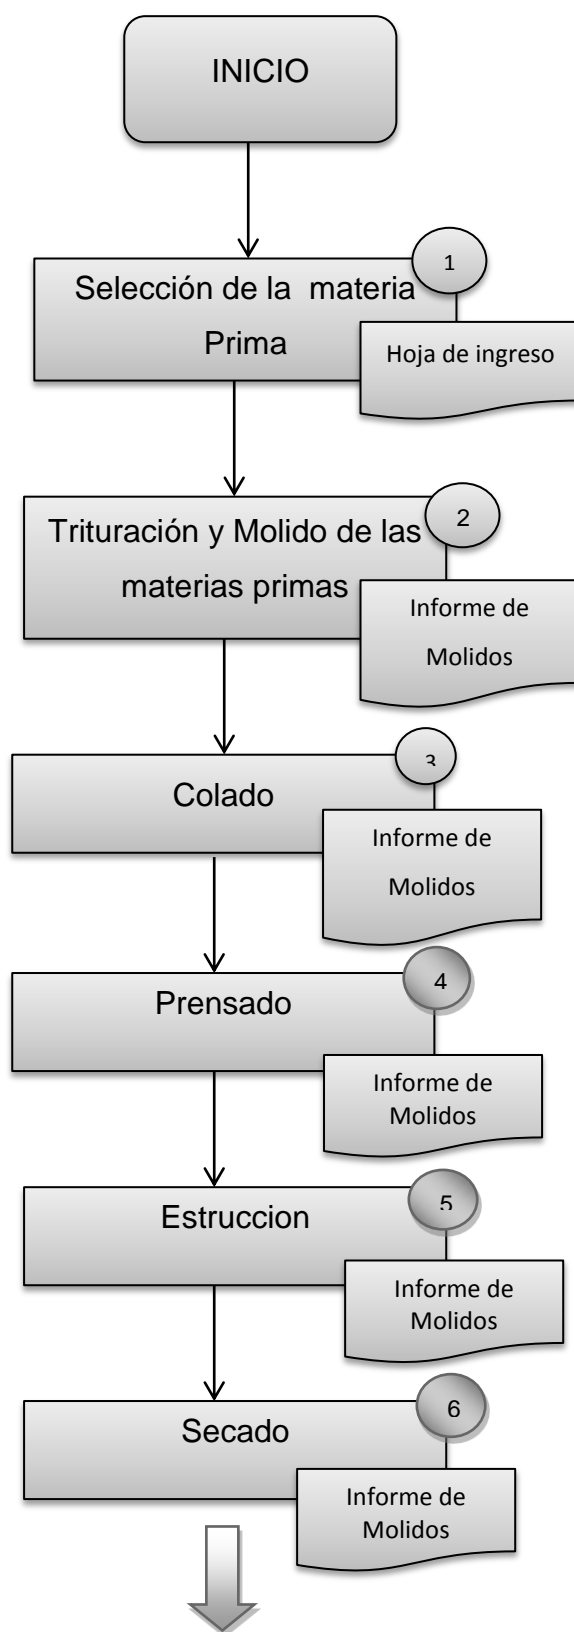 INICIO
1
Selección de la materia
Prima
Hoja de ingreso
2
Trituración y Molido de las
materias primas
Informe de
Molidos
3
Colado
Informe de
Molidos
4
Prensado
Informe de
Molidos
5
Estruccion
Informe de
Molidos
6
Secado
Informe de
Molidos